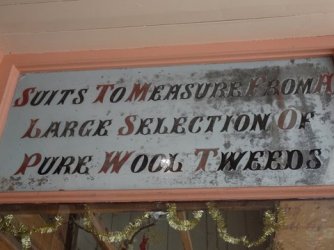 Suits To Measure From A
Large Selection Of
Pure Wool Tweeds